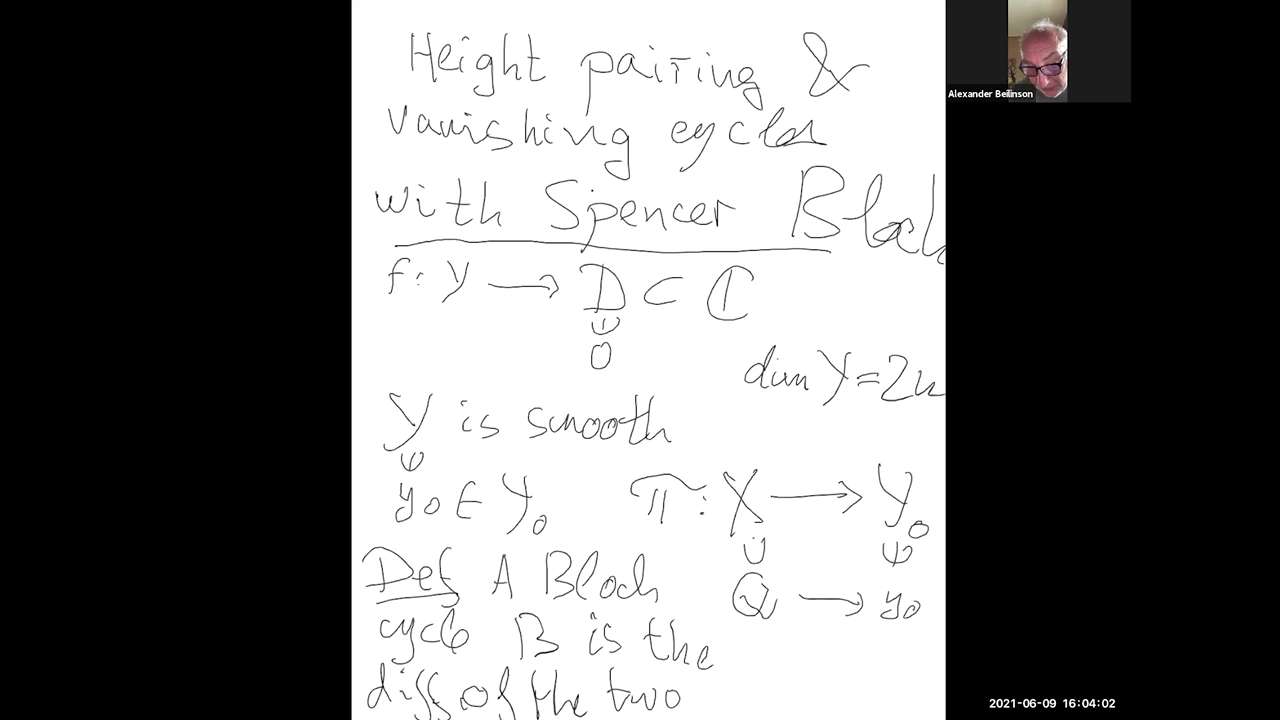 Height pairing &
vanishing cycles
with Spencer Bloch
f: Y → D ⊂ ℂ
0
dim Y = 2n
Y is smooth
y₀ ∈ Y₀
π: X → Y₀
Q → y₀
Def A Bloch
cycle B is the
diff. of the two
Alexander Beilinson
2021-06-09 16:04:02